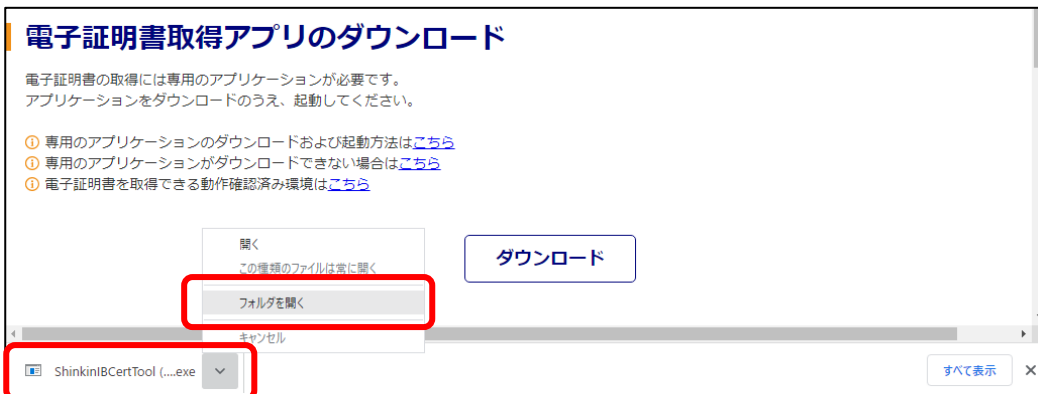 電子証明書取得アプリのダウンロード
電子証明書の取得には専用のアプリケーションが必要です。
アプリケーションをダウンロードのうえ、起動してください。
専用のアプリケーションのダウンロードおよび起動方法はこちら
専用のアプリケーションがダウンロードできない場合はこちら
電子証明書を取得できる動作確認済み環境はこちら
開く
この種類のファイルは常に開く
フォルダを開く
キャンセル
ダウンロード
ShinkinIBCertTool (....exe
すべて表示